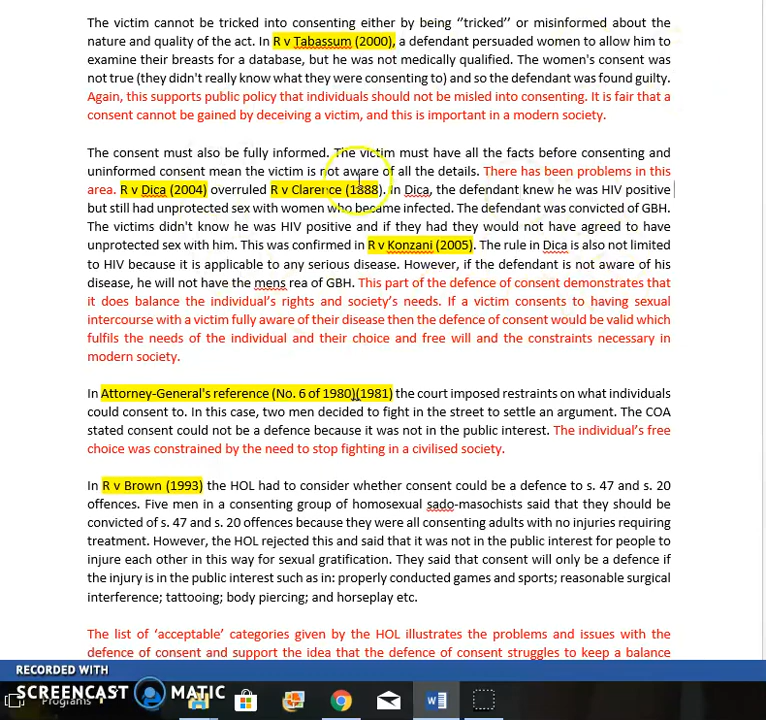 The victim cannot be tricked into consenting either by being “tricked” or misinformed about the
nature and quality of the act. In R v Tabassum (2000), a defendant persuaded women to allow him to
examine their breasts for a database, but he was not medically qualified. The women's consent was
not true (they didn't really know what they were consenting to) and so the defendant was found guilty.
Again, this supports public policy that individuals should not be misled into consenting. It is fair that a
consent cannot be gained by deceiving a victim, and this is important in a modern society.
The consent must also be fully informed. The victim must have all the facts before consenting and
uninformed consent mean the victim is not aware of all the details. There has been problems in this
area. R v Dica (2004) overruled R v Clarence (1888). In Dica, the defendant knew he was HIV positive
but still had unprotected sex with women who became infected. The defendant was convicted of GBH.
The victims didn't know he was HIV positive and if they had they would not have agreed to have
unprotected sex with him. This was confirmed in R v Konzani (2005). The rule in Dica is also not limited
to HIV because it is applicable to any serious disease. However, if the defendant is not aware of his
disease, he will not have the mens rea of GBH. This part of the defence of consent demonstrates that
it does balance the individual's rights and society's needs. If a victim consents to having sexual
intercourse with a victim fully aware of their disease then the defence of consent would be valid which
fulfils the needs of the individual and their choice and free will and the constraints necessary in
modern society.
In Attorney-General's reference (No. 6 of 1980)(1981) the court imposed restraints on what individuals
could consent to. In this case, two men decided to fight in the street to settle an argument. The COA
stated consent could not be a defence because it was not in the public interest. The individual's free
choice was constrained by the need to stop fighting in a civilised society.
In R v Brown (1993) the HOL had to consider whether consent could be a defence to s. 47 and s. 20
offences. Five men in a consenting group of homosexual sado-masochists said that they should be
convicted of s. 47 and s. 20 offences because they were all consenting adults with no injuries requiring
treatment. However, the HOL rejected this and said that it was not in the public interest for people to
injure each other in this way for sexual gratification. They said that consent will only be a defence if
the injury is in the public interest such as in: properly conducted games and sports; reasonable surgical
interference; tattooing; body piercing; and horseplay etc.
The list of ‘acceptable’ categories given by the HOL illustrates the problems and issues with the
defence of consent and support the idea that the defence of consent struggles to keep a balance
RECORDED WITH
SCREENCAST MATIC
Programs